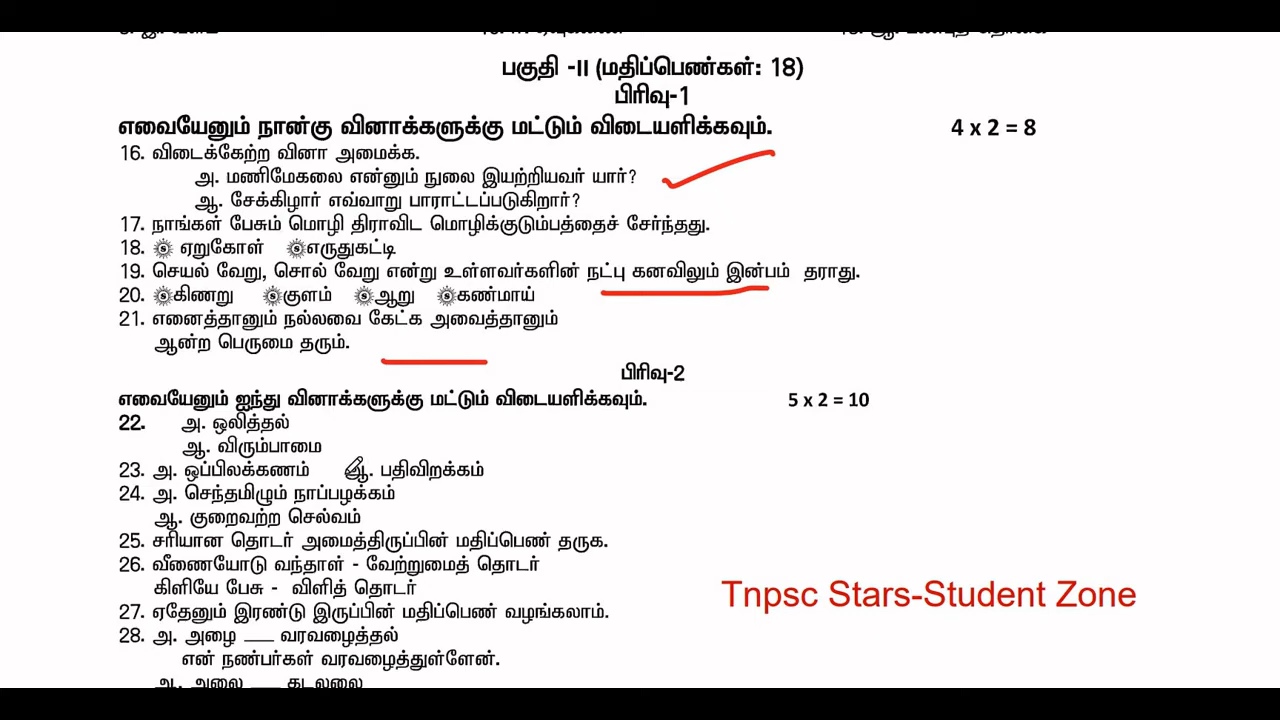 பகுதி -II (மதிப்பெண்கள்: 18)
பிரிவு-1
எவையேனும் நான்கு வினாக்களுக்கு மட்டும் விடையளிக்கவும். 4 x 2 = 8
16. விடைக்கேற்ற வினா அமைக்க.
அ. மணிமேகலை என்னும் நுலை இயற்றியவர் யார்?
ஆ. சேக்கிழார் எவ்வாறு பாராட்டப்படுகிறார்?
17. நாங்கள் பேசும் மொழி திராவிட மொழிக்குடும்பத்தைச் சேர்ந்தது.
18. ஏறுகோள் எருதுகட்டி
19. செயல் வேறு, சொல் வேறு என்று உள்ளவர்களின் நட்பு கனவிலும் இன்பம் தராது.
20. கிணறு குளம் ஆறு கண்மாய்
21. எனைத்தானும் நல்லவை கேட்க அவைத்தானும்
ஆன்ற பெருமை தரும்.
பிரிவு-2
எவையேனும் ஐந்து வினாக்களுக்கு மட்டும் விடையளிக்கவும். 5 x 2 = 10
22. அ. ஒலித்தல்
ஆ. விரும்பாமை
23. அ. ஒப்பிலக்கணம் ஆ. பதிவிறக்கம்
24. அ. செந்தமிழும் நாப்பழக்கம்
ஆ. குறைவற்ற செல்வம்
25. சரியான தொடர் அமைத்திருப்பின் மதிப்பெண் தருக.
26. வீணையோடு வந்தாள் - வேற்றுமைத் தொடர்
கிளியே பேசு - விளித் தொடர்
Tnpsc Stars-Student Zone
27. ஏதேனும் இரண்டு இருப்பின் மதிப்பெண் வழங்கலாம்.
28. அ. அழை ___ வரவழைத்தல்
என் நண்பர்கள் வரவழைத்துள்ளேன்.
ஆ. அலை ___ கடலலை